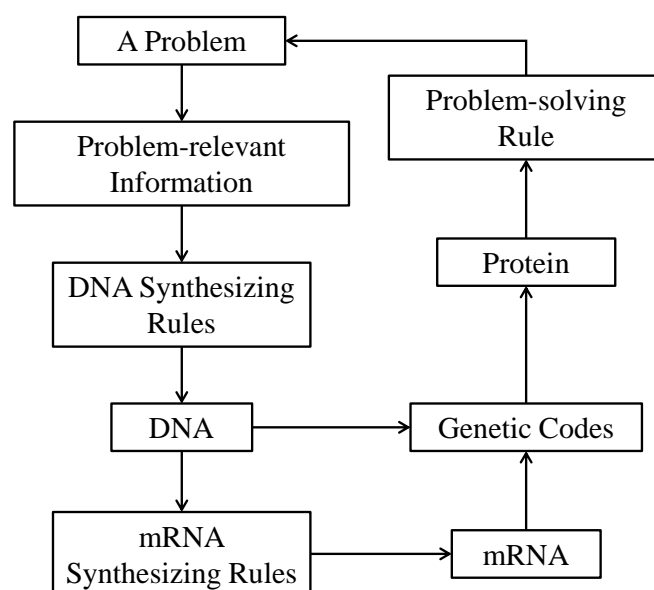 A Problem
Problem-relevant
Information
DNA Synthesizing
Rules
DNA
mRNA
Synthesizing Rules
mRNA
Genetic Codes
Protein
Problem-solving
Rule